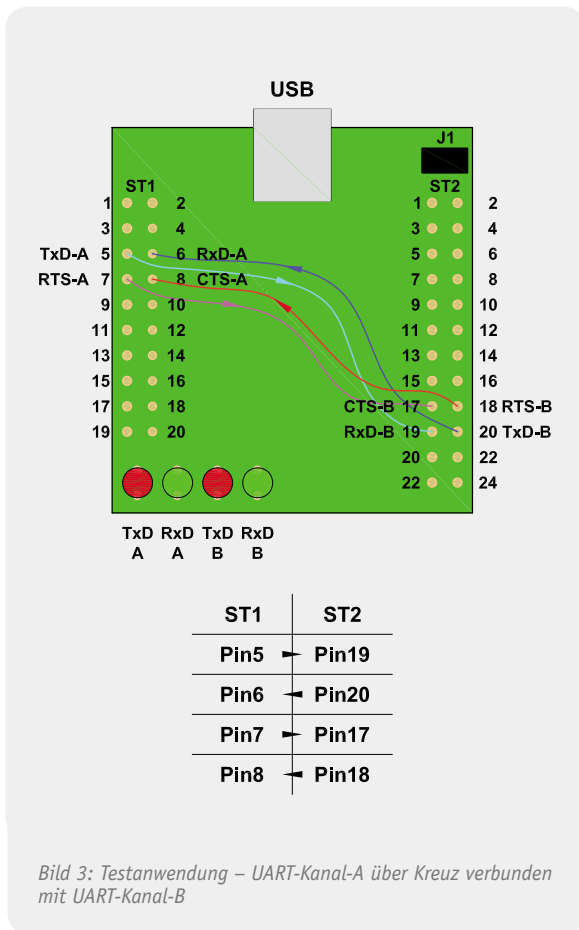 USB
J1
ST1 ST2
1 2 1 2
3 4 3 4
TxD-A 5 6 RxD-A 5 6
RTS-A 7 8 CTS-A 7 8
9 10 9 10
11 12 11 12
13 14 13 14
15 16 15 16
17 18 CTS-B 17 18 RTS-B
19 20 RxD-B 19 20 TxD-B
20 22
22 24
TxD RxD TxD RxD
A A B B
ST1 ST2
Pin5 Pin19
Pin6 Pin20
Pin7 Pin17
Pin8 Pin18
Bild 3: Testanwendung – UART-Kanal-A über Kreuz verbunden
mit UART-Kanal-B